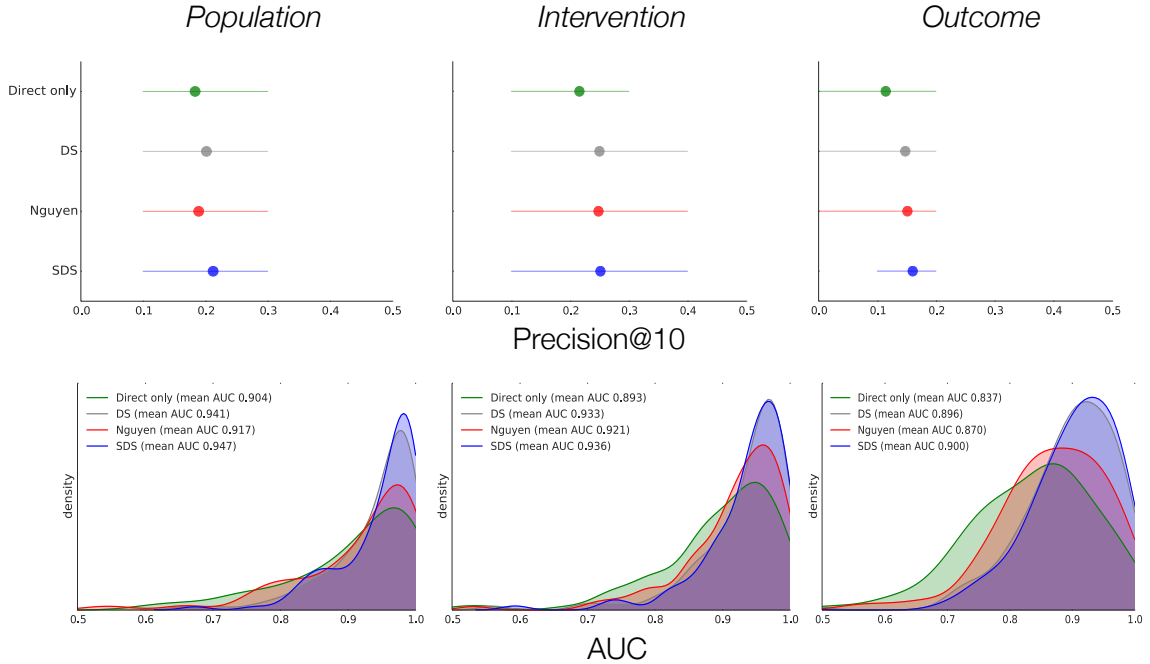 Population
Intervention
Outcome
Direct only
DS
Nguyen
SDS
0.0 0.1 0.2 0.3 0.4 0.5
0.0 0.1 0.2 0.3 0.4 0.5
0.0 0.1 0.2 0.3 0.4 0.5
Precision@10
density
Direct only (mean AUC 0.904)
DS (mean AUC 0.941)
Nguyen (mean AUC 0.917)
SDS (mean AUC 0.947)
0.5 0.6 0.7 0.8 0.9 1.0
density
Direct only (mean AUC 0.893)
DS (mean AUC 0.933)
Nguyen (mean AUC 0.921)
SDS (mean AUC 0.936)
0.5 0.6 0.7 0.8 0.9 1.0
density
Direct only (mean AUC 0.837)
DS (mean AUC 0.896)
Nguyen (mean AUC 0.870)
SDS (mean AUC 0.900)
0.5 0.6 0.7 0.8 0.9 1.0
AUC